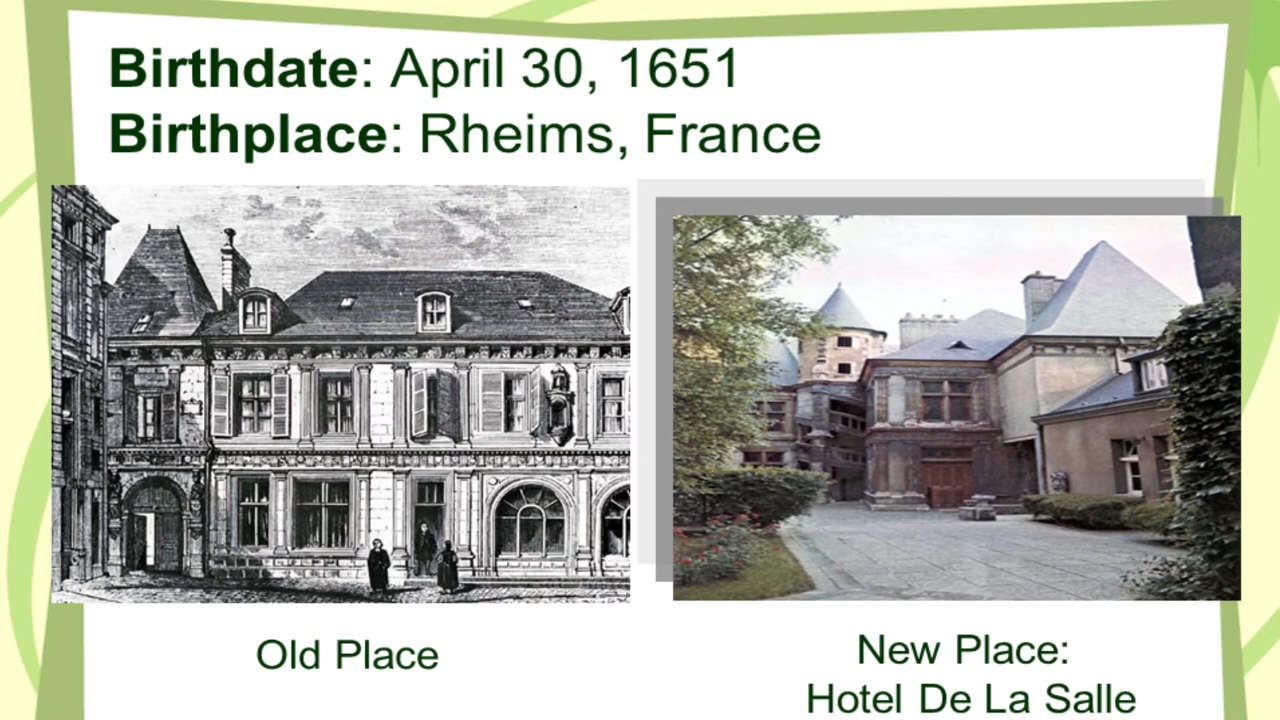 Birthdate: April 30, 1651
Birthplace: Rheims, France
Old Place
New Place:
Hotel De La Salle